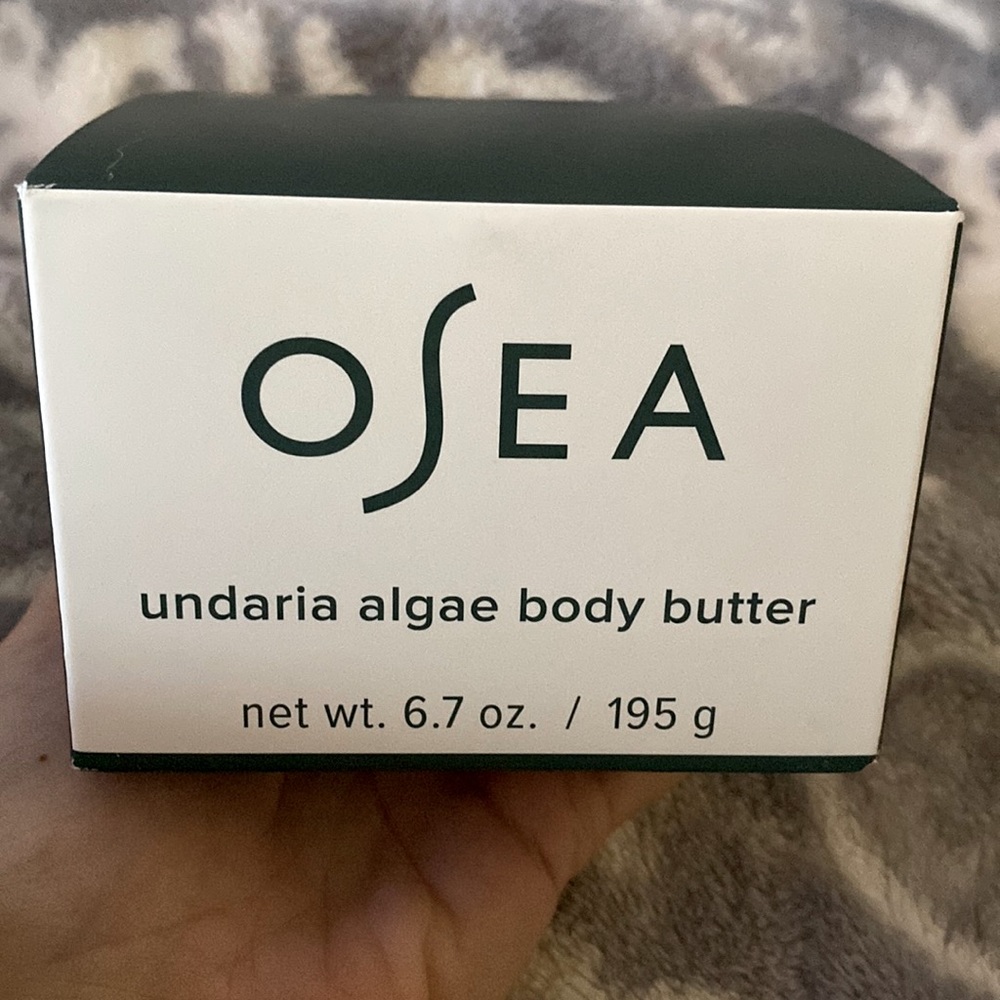 OSEA
undaria algae body butter
net wt. 6.7 oz. / 195 g